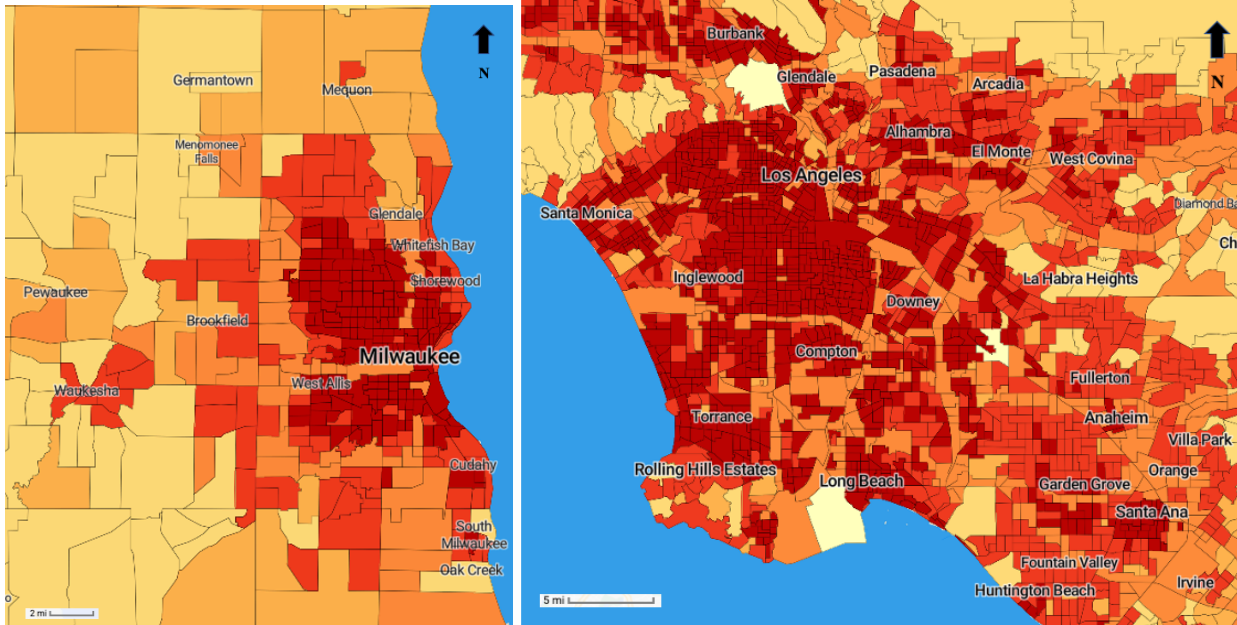 N
Germantown
Mequon
Menomonee
Falls
Glendale
Whitefish Bay
Shorewood
Pewaukee
Brookfield
Milwaukee
West Allis
Waukesha
Cudahy
South
Milwaukee
Oak Creek
o
2 mi
N
Burbank
Glendale
Pasadena
Arcadia
Alhambra
El Monte
West Covina
Los Angeles
Diamond Ba
Santa Monica
Ch
Inglewood
La Habra Heights
Downey
Compton
Fullerton
Torrance
Anaheim
Villa Park
Rolling Hills Estates
Orange
Long Beach
Garden Grove
Santa Ana
Fountain Valley
Irvine
Huntington Beach
5 mi